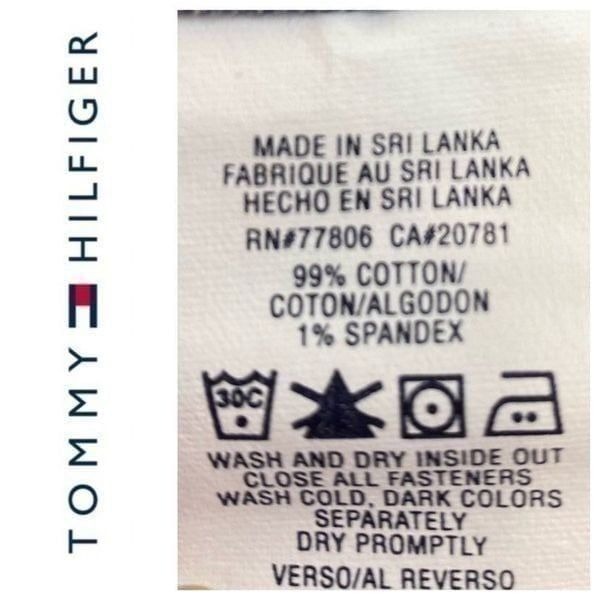 TOMMY HILFIGER
MADE IN SRI LANKA
FABRIQUE AU SRI LANKA
HECHO EN SRI LANKA
RN#77806 CA#20781
99% COTTON/
COTON/ALGODON
1% SPANDEX
30C
WASH AND DRY INSIDE OUT
CLOSE ALL FASTENERS
WASH COLD, DARK COLORS
SEPARATELY
DRY PROMPTLY
VERSO/AL REVERSO